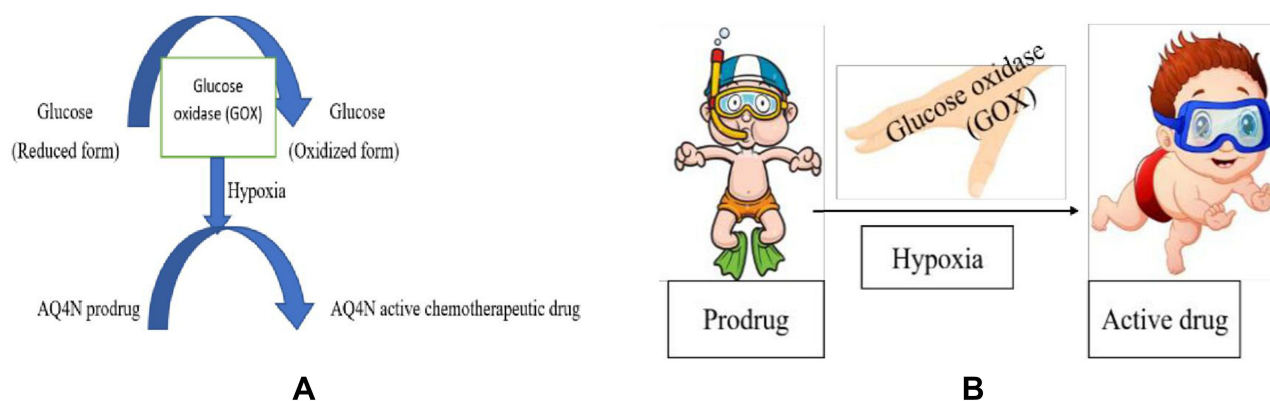 Glucose
oxidase (GOX)
Glucose
(Reduced form)
Glucose
(Oxidized form)
Hypoxia
AQ4N prodrug
AQ4N active chemotherapeutic drug
A
Glucose oxidase
(GOX)
Hypoxia
Prodrug
Active drug
B